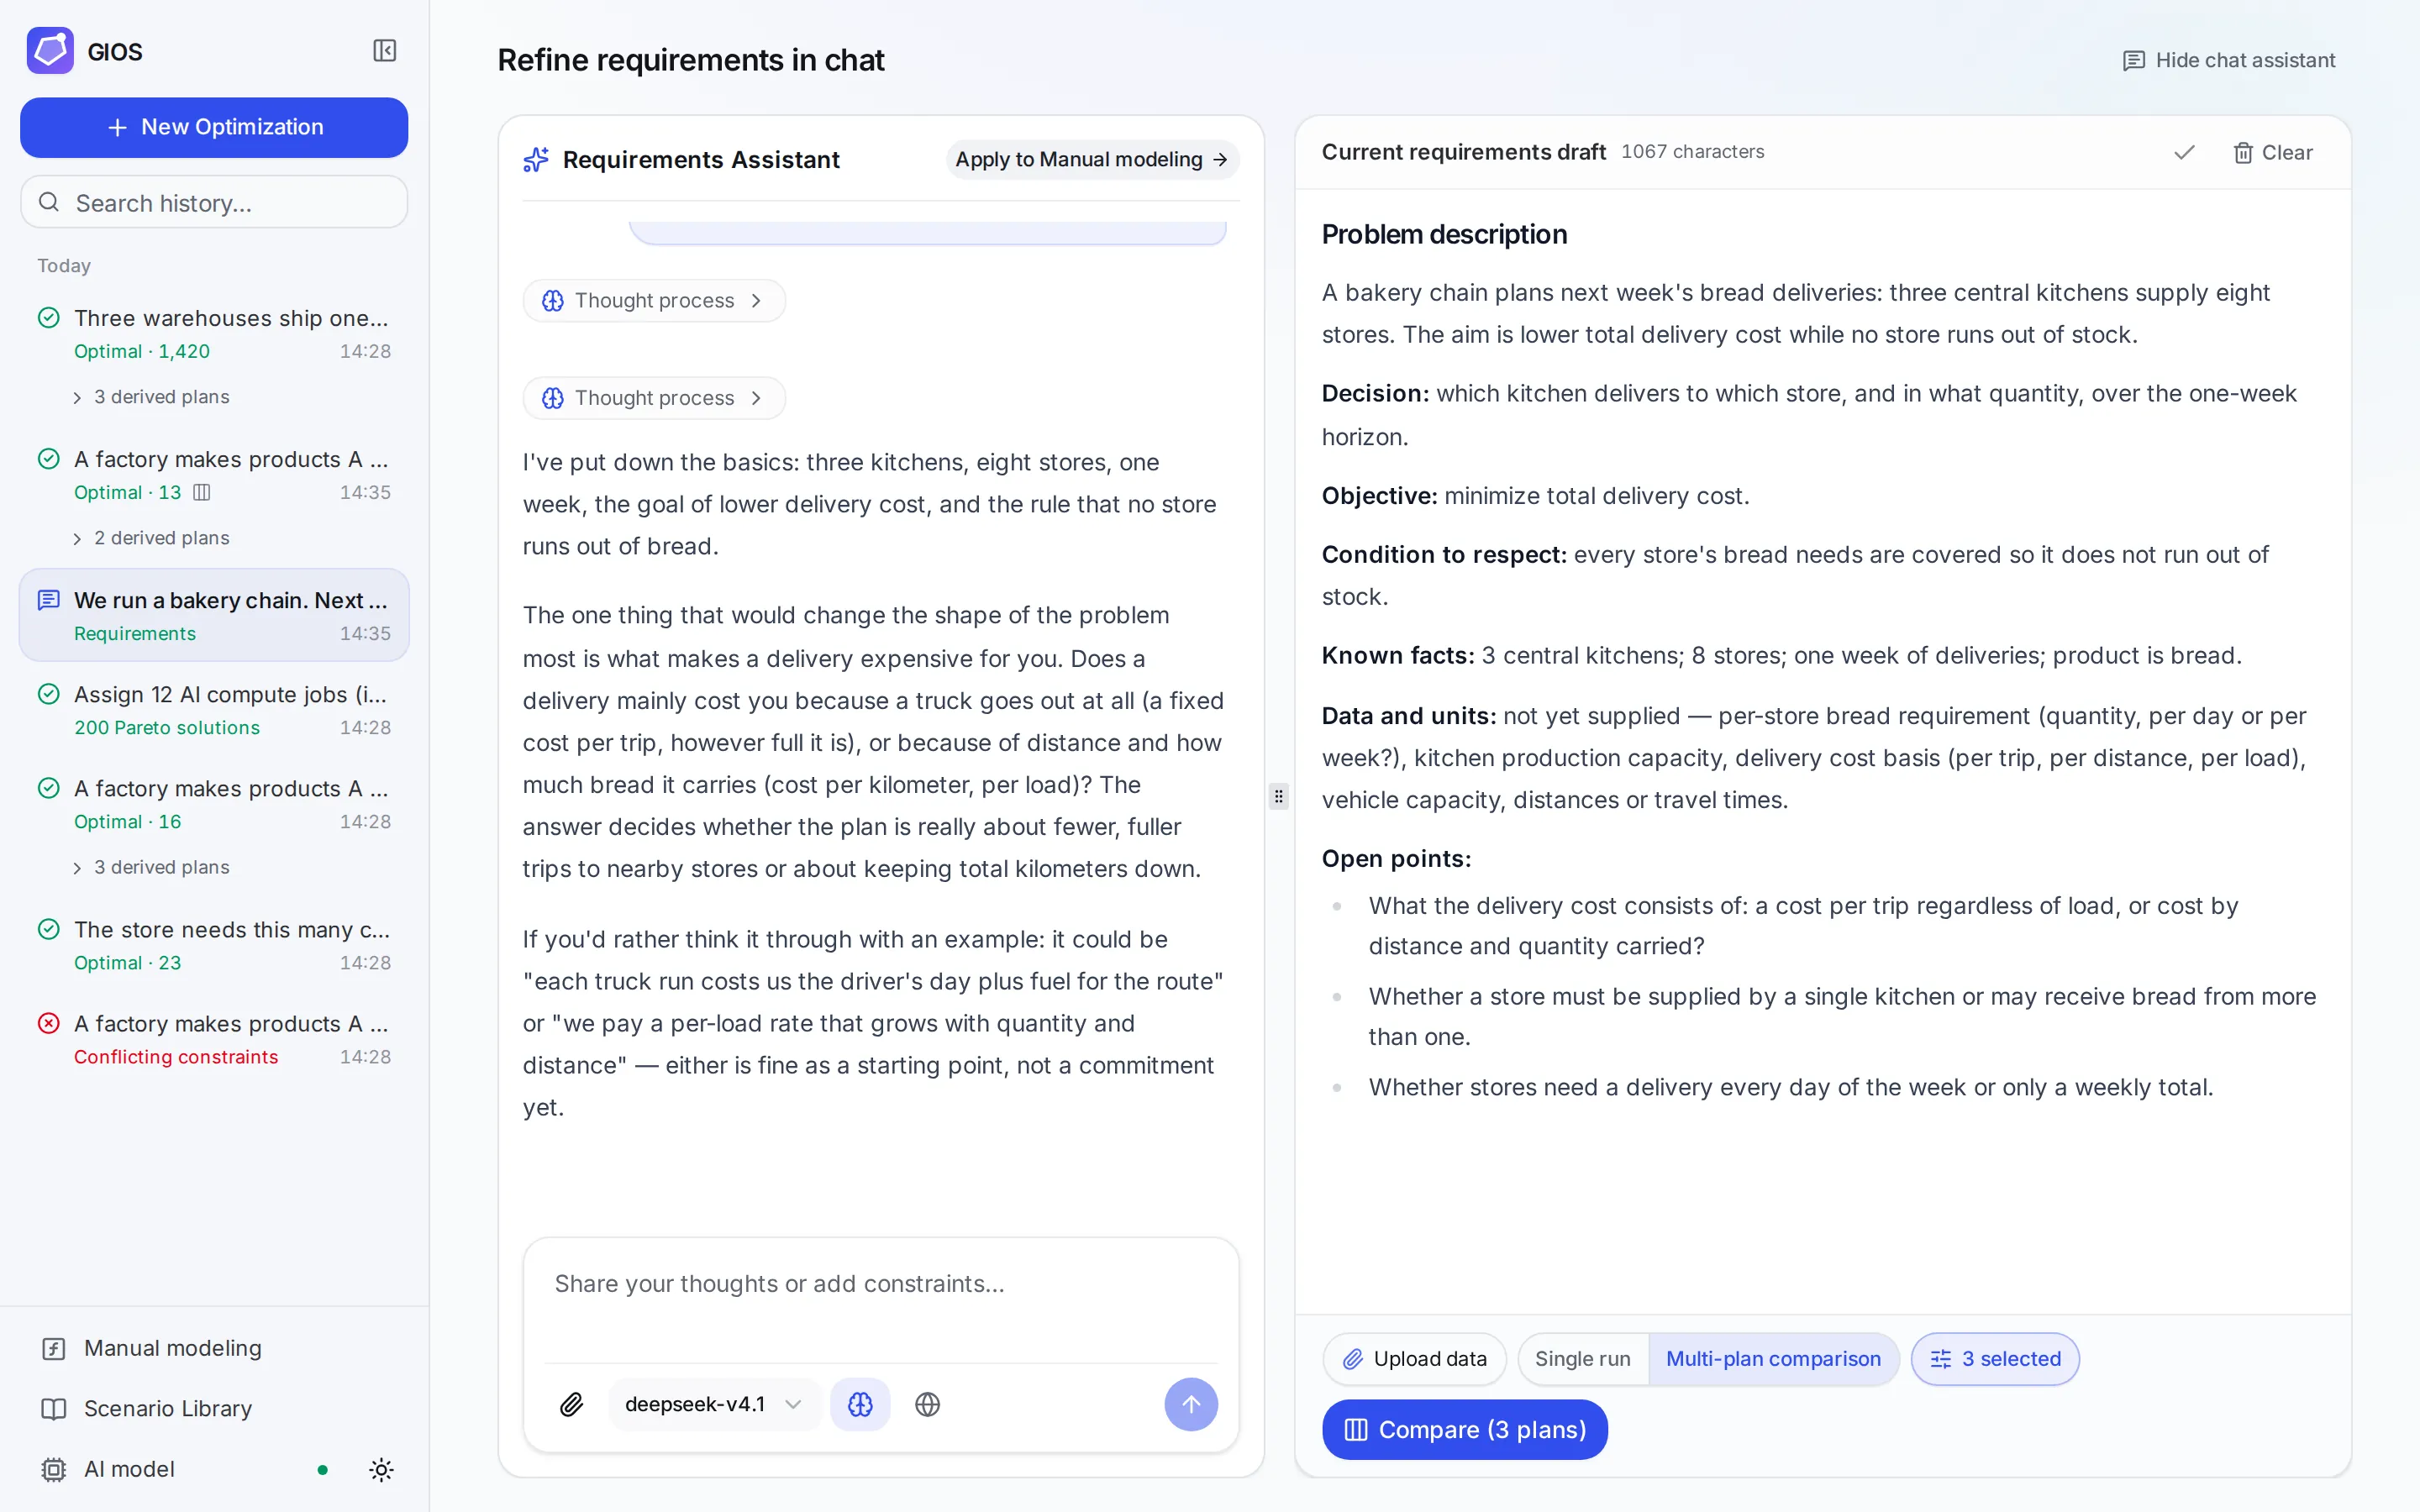 GIOS
New Optimization
Search history...
Today
Three warehouses ship one...
Optimal · 1,420 14:28
3 derived plans
A factory makes products A ...
Optimal · 13 14:35
2 derived plans
We run a bakery chain. Next ...
Requirements 14:35
Assign 12 AI compute jobs (i...
200 Pareto solutions 14:28
A factory makes products A ...
Optimal · 16 14:28
3 derived plans
The store needs this many c...
Optimal · 23 14:28
A factory makes products A ...
Conflicting constraints 14:28
Manual modeling
Scenario Library
AI model
Refine requirements in chat
Hide chat assistant
Requirements Assistant
Apply to Manual modeling →
Thought process
Thought process
I've put down the basics: three kitchens, eight stores, one
week, the goal of lower delivery cost, and the rule that no store
runs out of bread.
The one thing that would change the shape of the problem
most is what makes a delivery expensive for you. Does a
delivery mainly cost you because a truck goes out at all (a fixed
cost per trip, however full it is), or because of distance and how
much bread it carries (cost per kilometer, per load)? The
answer decides whether the plan is really about fewer, fuller
trips to nearby stores or about keeping total kilometers down.
If you'd rather think it through with an example: it could be
"each truck run costs us the driver's day plus fuel for the route"
or "we pay a per-load rate that grows with quantity and
distance" — either is fine as a starting point, not a commitment
yet.
Share your thoughts or add constraints...
deepseek-v4.1
Current requirements draft 1067 characters
Clear
Problem description
A bakery chain plans next week's bread deliveries: three central kitchens supply eight
stores. The aim is lower total delivery cost while no store runs out of stock.
Decision: which kitchen delivers to which store, and in what quantity, over the one-week
horizon.
Objective: minimize total delivery cost.
Condition to respect: every store's bread needs are covered so it does not run out of
stock.
Known facts: 3 central kitchens; 8 stores; one week of deliveries; product is bread.
Data and units: not yet supplied — per-store bread requirement (quantity, per day or per
week?), kitchen production capacity, delivery cost basis (per trip, per distance, per load),
vehicle capacity, distances or travel times.
Open points:
What the delivery cost consists of: a cost per trip regardless of load, or cost by
distance and quantity carried?
Whether a store must be supplied by a single kitchen or may receive bread from more
than one.
Whether stores need a delivery every day of the week or only a weekly total.
Upload data
Single run
Multi-plan comparison
3 selected
Compare (3 plans)